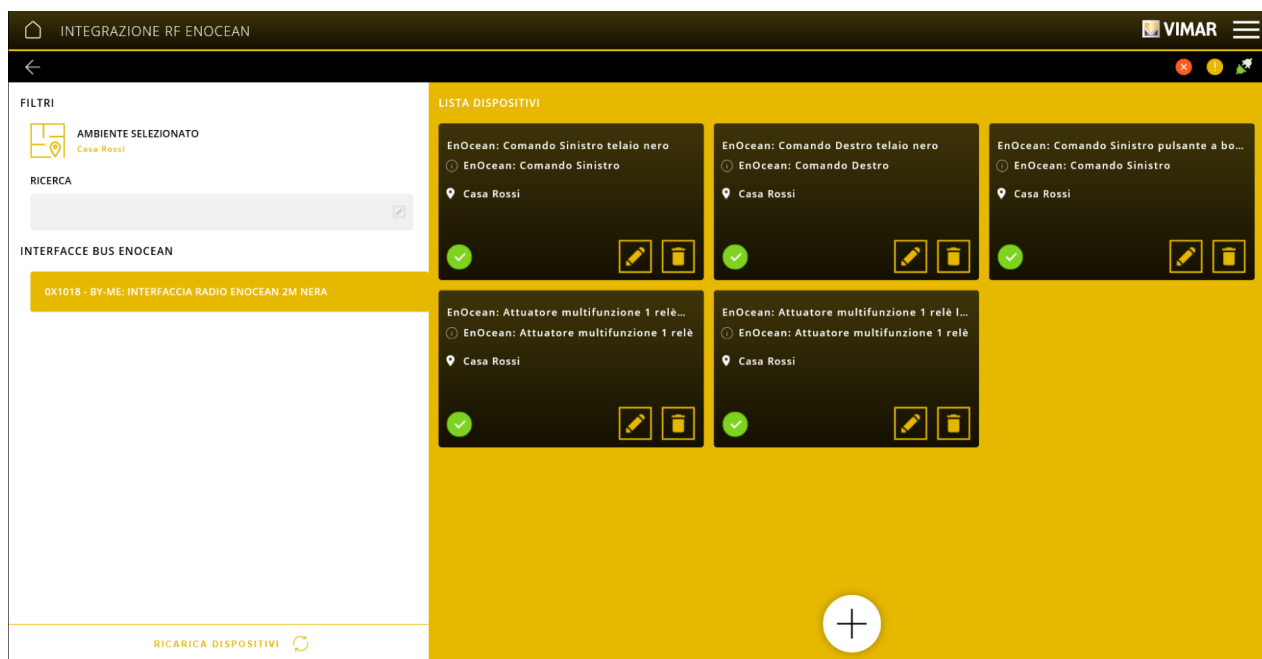 INTEGRAZIONE RF ENOCEAN
VIMAR
FILTRI
AMBIENTE SELEZIONATO
Casa Rossi
RICERCA
INTERFACCE BUS ENOCEAN
0X1018 - BY-ME: INTERFACCIA RADIO ENOCEAN 2M NERA
RICARICA DISPOSITIVI
LISTA DISPOSITIVI
EnOcean: Comando Sinistro telaio nero
EnOcean: Comando Sinistro
Casa Rossi
EnOcean: Comando Destro telaio nero
EnOcean: Comando Destro
Casa Rossi
EnOcean: Comando Sinistro pulsante a bo...
EnOcean: Comando Sinistro
Casa Rossi
EnOcean: Attuatore multifunzione 1 relè...
EnOcean: Attuatore multifunzione 1 relè
Casa Rossi
EnOcean: Attuatore multifunzione 1 relè l...
EnOcean: Attuatore multifunzione 1 relè
Casa Rossi